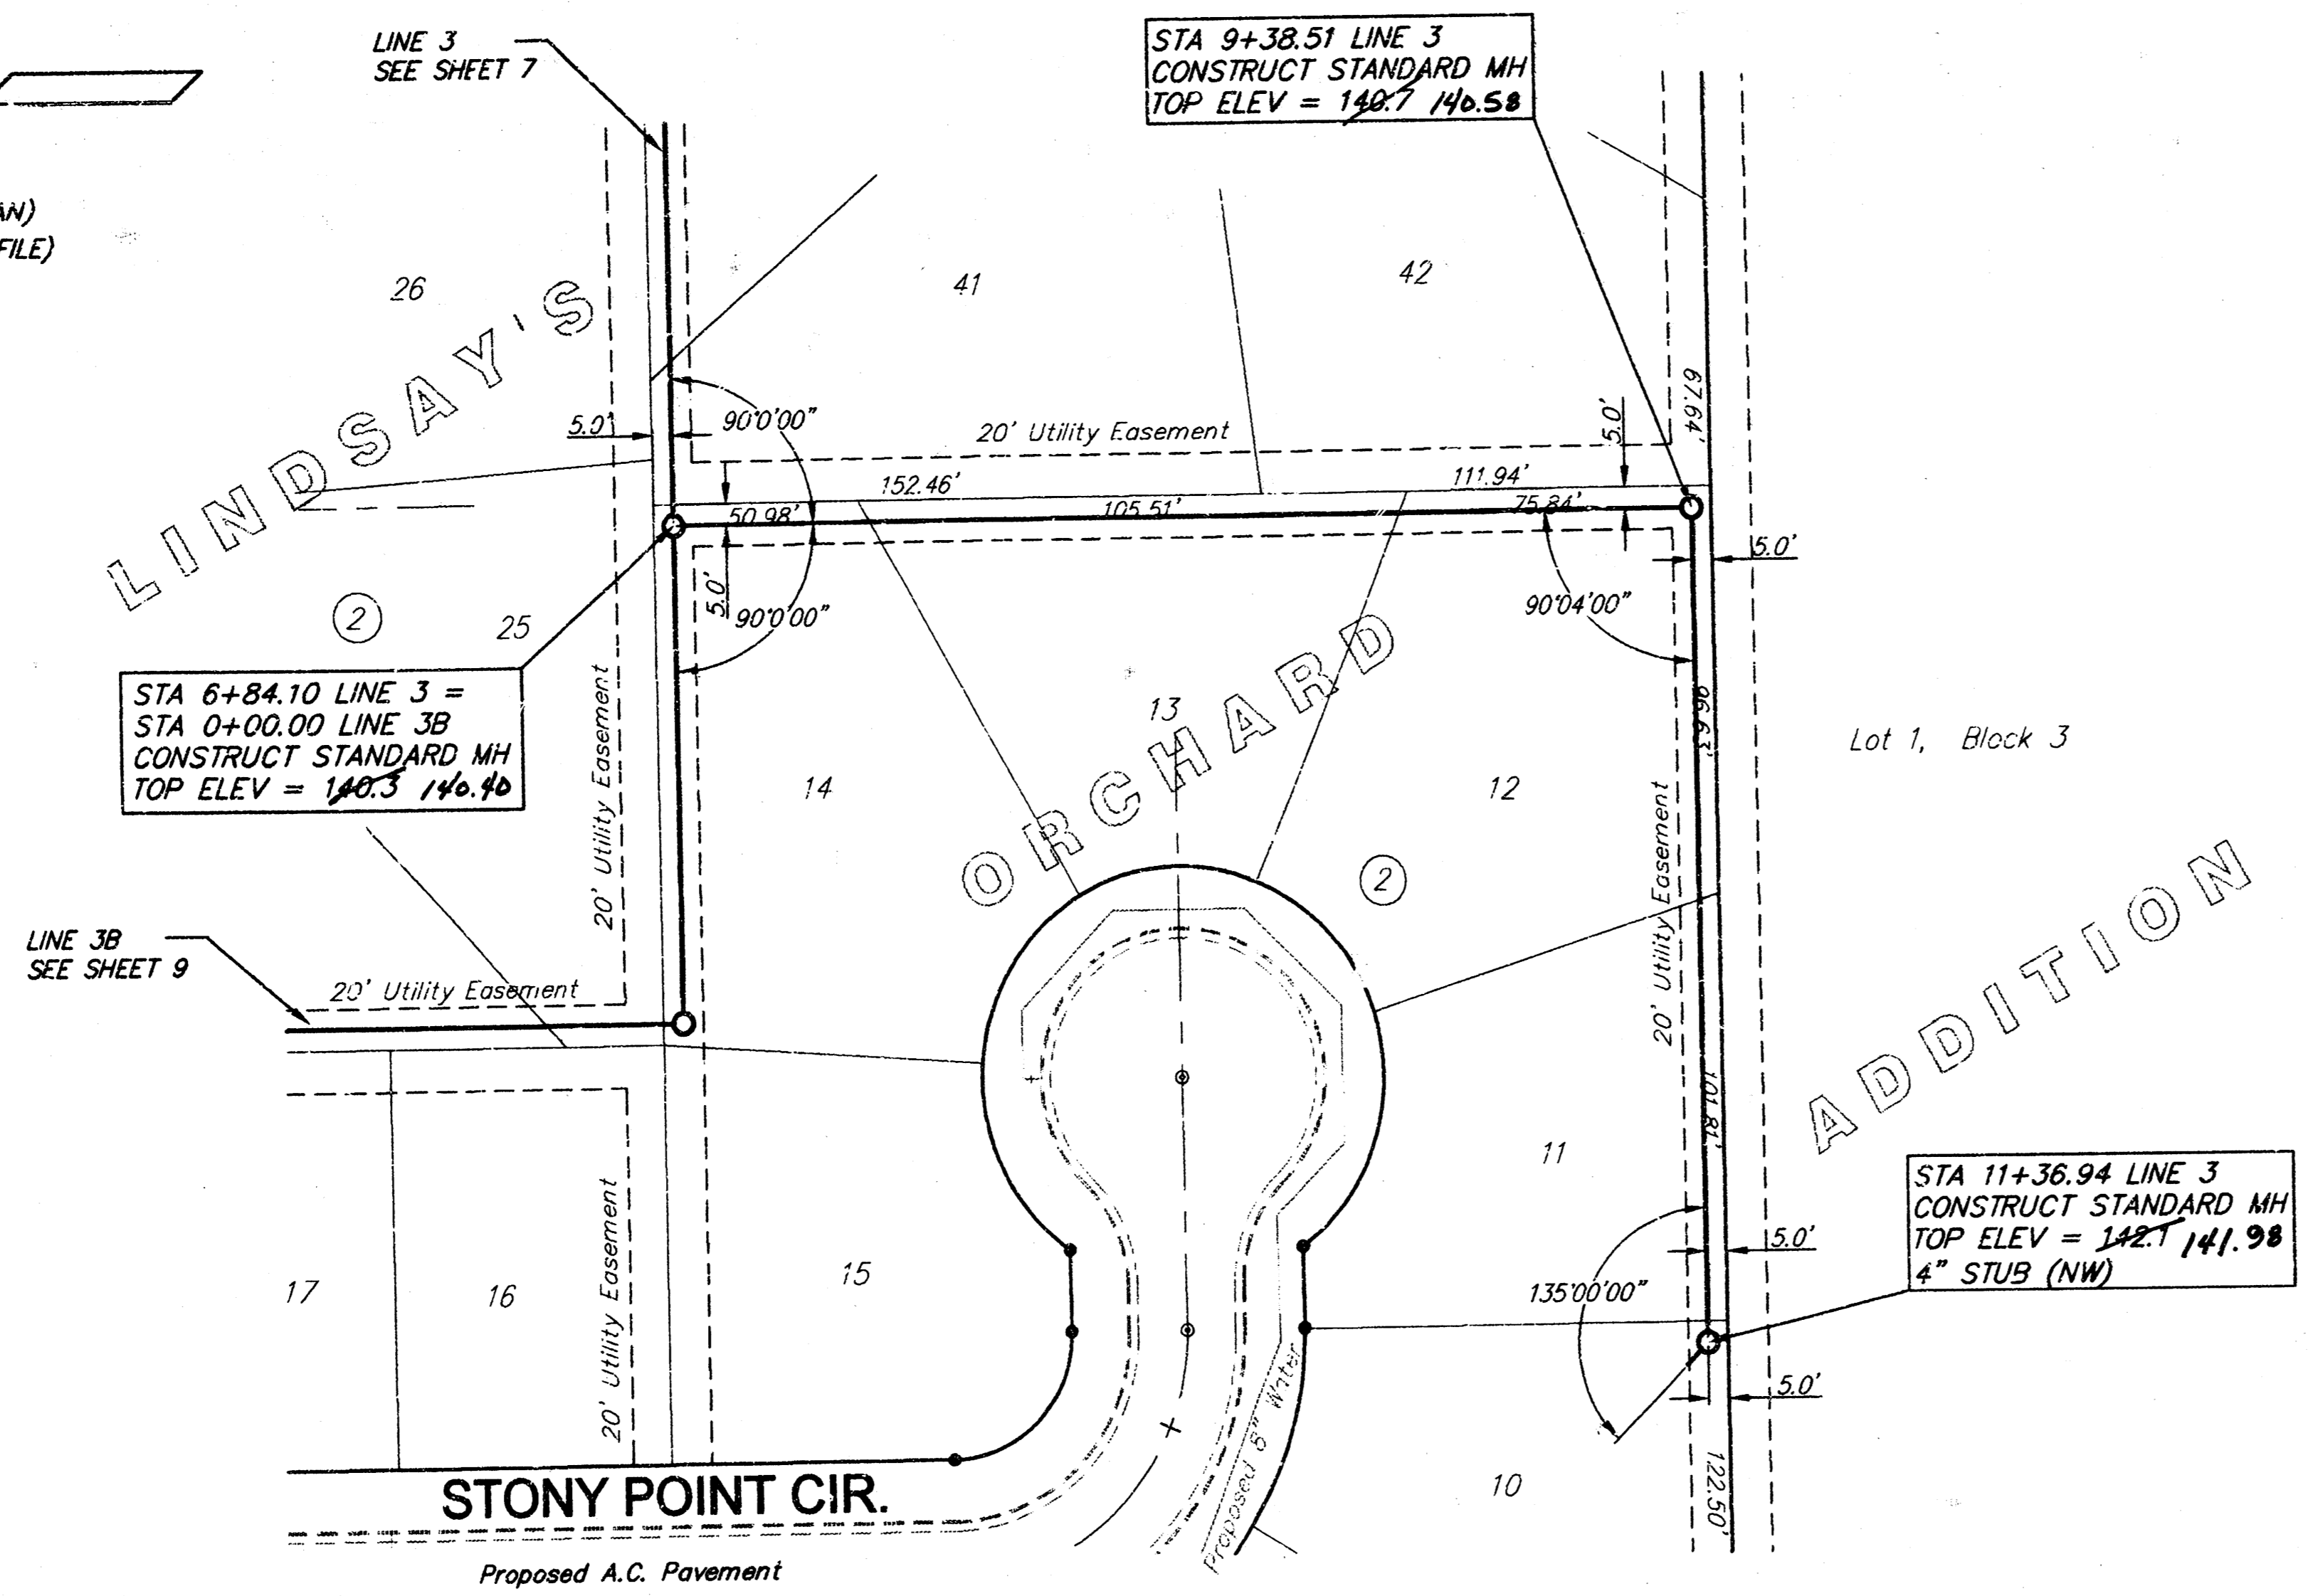 LINE 3
SEE SHEET 7
STA 9+38.51 LINE 3
CONSTRUCT STANDARD MH
TOP ELEV = 140.7 140.58
FILE)
26
41
42
LINDSAY'S
67.64'
5.0'
90°0'00"
20' Utility Easement
5.0'
152.46'
111.94'
50.98'
105.51'
75.84'
5.0'
5.0'
90°0'00"
90°04'00"
2
25
STA 6+84.10 LINE 3 =
STA 0+00.00 LINE 3B
CONSTRUCT STANDARD MH
TOP ELEV = 140.3 140.40
20' Utility Easement
14
13
12
ORCHARD
2
96.63'
20' Utility Easement
Lot 1, Block 3
ADDITION
LINE 3B
SEE SHEET 9
20' Utility Easement
101.81'
11
STA 11+36.94 LINE 3
CONSTRUCT STANDARD MH
TOP ELEV = 142.1 141.98
4" STUB (NW)
5.0'
135°00'00"
5.0'
17
16
20' Utility Easement
15
Proposed 8" Water
10
122.50'
STONY POINT CIR.
Proposed A.C. Pavement